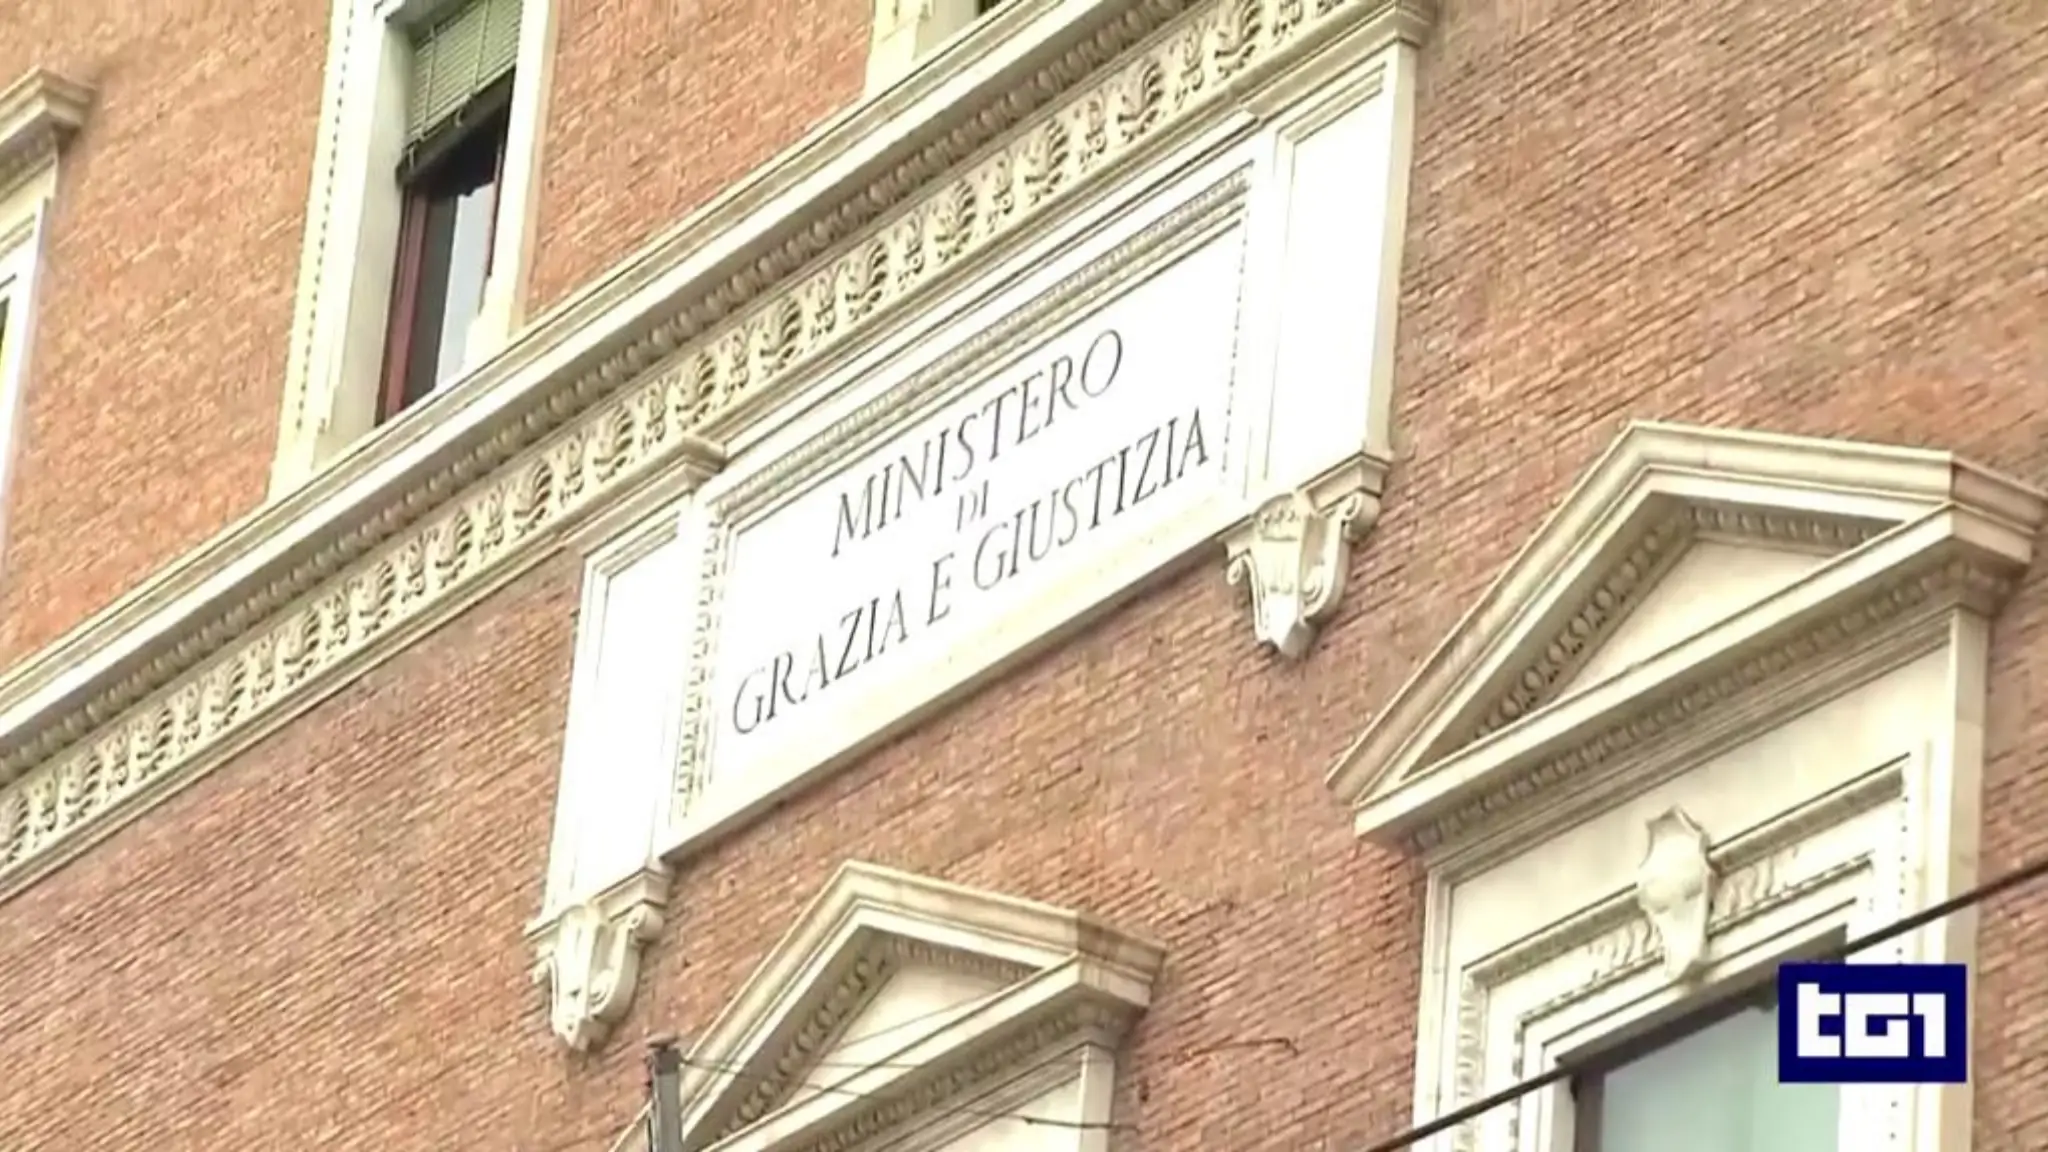 MINISTERO
DI
GRAZIA E GIUSTIZIA
tG1